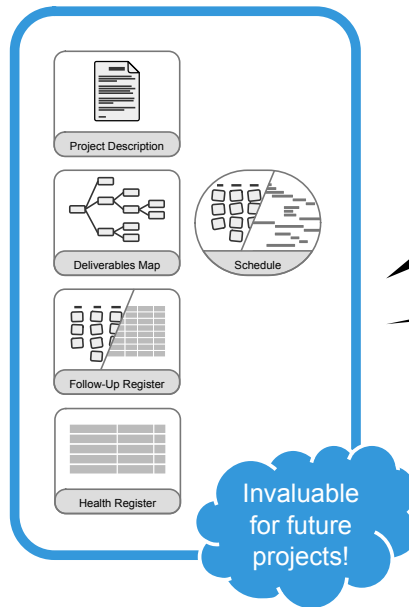 Project Description
Deliverables Map
Schedule
Follow-Up Register
Health Register
Invaluable
for future
projects!